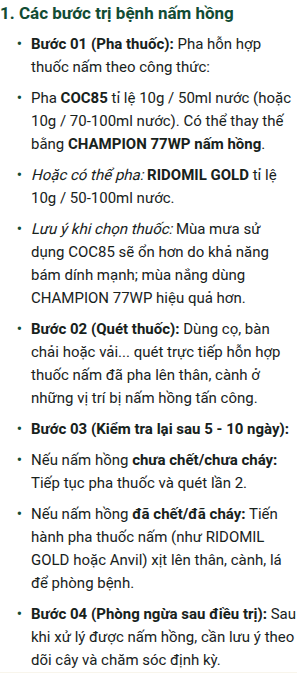 1. Các bước trị bệnh nấm hồng
• Bước 01 (Pha thuốc): Pha hỗn hợp
thuốc nấm theo công thức:
• Pha COC85 tỉ lệ 10g / 50ml nước (hoặc
10g / 70-100ml nước). Có thể thay thế
bằng CHAMPION 77WP nấm hồng.
• Hoặc có thể pha: RIDOMIL GOLD tỉ lệ
10g / 50-100ml nước.
• Lưu ý khi chọn thuốc: Mùa mưa sử
dụng COC85 sẽ ổn hơn do khả năng
bám dính mạnh; mùa nắng dùng
CHAMPION 77WP hiệu quả hơn.
• Bước 02 (Quét thuốc): Dùng cọ, bàn
chải hoặc vải... quét trực tiếp hỗn hợp
thuốc nấm đã pha lên thân, cành ở
những vị trí bị nấm hồng tấn công.
• Bước 03 (Kiểm tra lại sau 5 - 10 ngày):
• Nếu nấm hồng chưa chết/chưa cháy:
Tiếp tục pha thuốc và quét lần 2.
• Nếu nấm hồng đã chết/đã cháy: Tiến
hành pha thuốc nấm (như RIDOMIL
GOLD hoặc Anvil) xịt lên thân, cành, lá
để phòng bệnh.
• Bước 04 (Phòng ngừa sau điều trị): Sau
khi xử lý được nấm hồng, cần lưu ý theo
dõi cây và chăm sóc định kỳ.